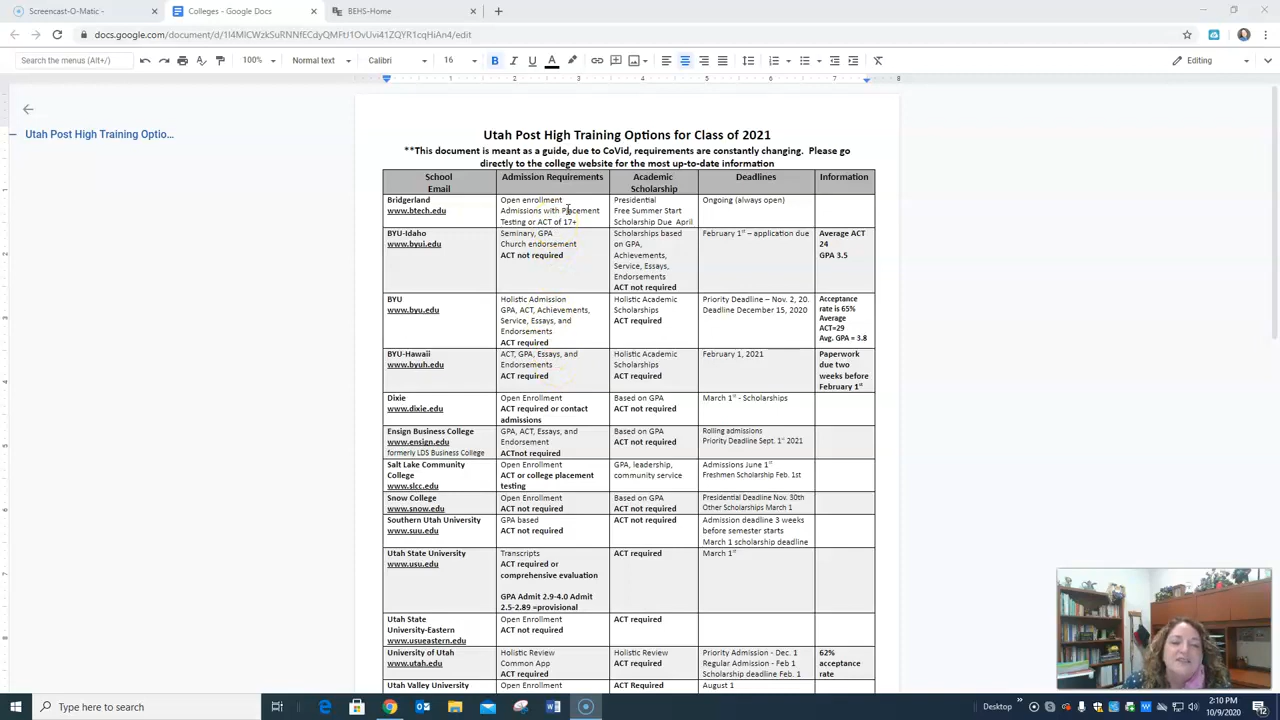 Screencast-O-Matic -
Colleges - Google Docs
BEHS-Home
docs.google.com/document/d/1l4MlCWzkSuRNNfECdyQMFtJ1OvUvi41ZQYR1cqHiAn4/edit
Search the menus (Alt+/)
100%
Normal text
Calibri
16
Editing
Utah Post High Training Optio...
Utah Post High Training Options for Class of 2021
**This document is meant as a guide, due to CoVid, requirements are constantly changing. Please go
directly to the college website for the most up-to-date information
School
Email
Admission Requirements
Academic
Scholarship
Deadlines
Information
Bridgerland
www.btech.edu
Open enrollment
Admissions with Placement
Testing or ACT of 17+
Presidential
Free Summer Start
Scholarship Due April
Ongoing (always open)
BYU-Idaho
www.byui.edu
Seminary, GPA
Church endorsement
ACT not required
Scholarships based
on GPA,
Achievements,
Service, Essays,
Endorsements
ACT not required
February 1st – application due
Average ACT
24
GPA 3.5
BYU
www.byu.edu
Holistic Admission
GPA, ACT, Achievements,
Service, Essays, and
Endorsements
ACT required
Holistic Academic
Scholarships
ACT required
Priority Deadline – Nov. 2, 20.
Deadline December 15, 2020
Acceptance
rate is 65%
Average
ACT=29
Avg. GPA = 3.8
BYU-Hawaii
www.byuh.edu
ACT, GPA, Essays, and
Endorsements
ACT required
Holistic Academic
Scholarships
ACT required
February 1, 2021
Paperwork
due two
weeks before
February 1st
Dixie
www.dixie.edu
Open Enrollment
ACT required or contact
admissions
Based on GPA
ACT not required
March 1st - Scholarships
Ensign Business College
www.ensign.edu
formerly LDS Business College
GPA, ACT, Essays, and
Endorsement
ACTnot required
Based on GPA
ACT not required
Rolling admissions
Priority Deadline Sept. 1st 2021
Salt Lake Community
College
www.slcc.edu
Open Enrollment
ACT or college placement
testing
GPA, leadership,
community service
Admissions June 1st
Freshmen Scholarship Feb. 1st
Snow College
www.snow.edu
Open Enrollment
ACT not required
Based on GPA
ACT not required
Presidential Deadline Nov. 30th
Other Scholarships March 1
Southern Utah University
www.suu.edu
GPA based
ACT not required
ACT not required
Admission deadline 3 weeks
before semester starts
March 1 scholarship deadline
Utah State University
www.usu.edu
Transcripts
ACT required or
comprehensive evaluation
GPA Admit 2.9-4.0 Admit
2.5-2.89 =provisional
ACT required
March 1st
Utah State
University-Eastern
www.usueastern.edu
Open Enrollment
ACT not required
ACT required
University of Utah
www.utah.edu
Holistic Review
Common App
ACT required
Holistic Review
ACT required
Priority Admission - Dec. 1
Regular Admission - Feb 1
Scholarship deadline Feb. 1
62%
acceptance
rate
Utah Valley University
Open Enrollment
ACT Required
August 1
Type here to search
Desktop
2:10 PM
10/9/2020